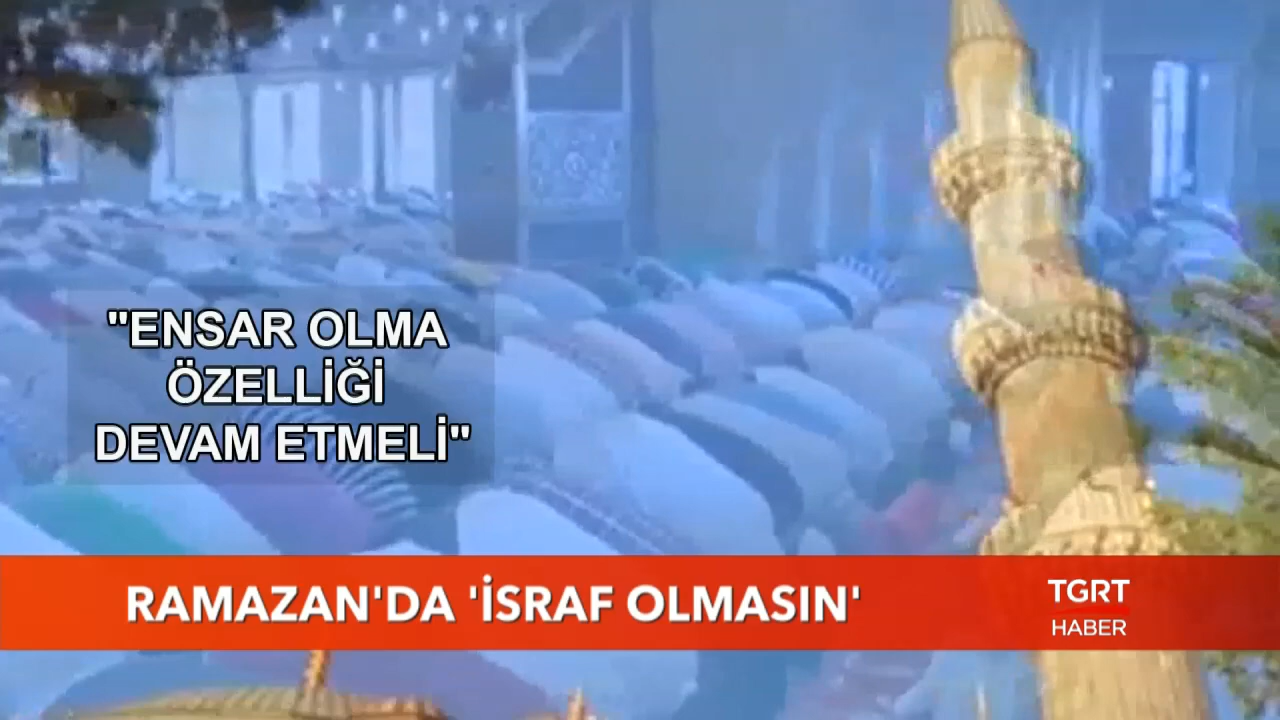 "ENSAR OLMA
ÖZELLİĞİ
DEVAM ETMELİ"
RAMAZAN'DA 'İSRAF OLMASIN'
TGRT
HABER